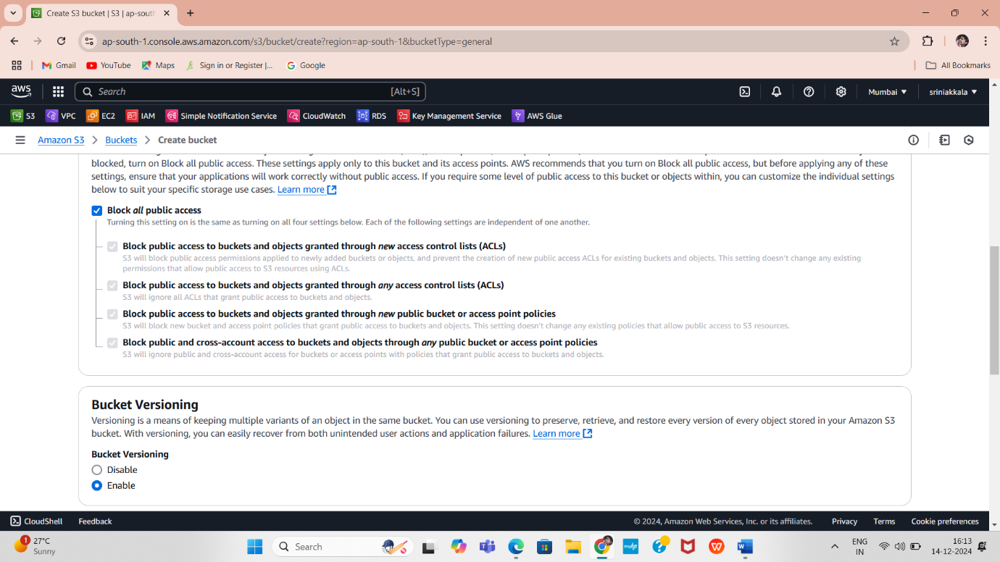 Create S3 bucket | S3 | ap-sout
ap-south-1.console.aws.amazon.com/s3/bucket/create?region=ap-south-1&bucketType=general
Gmail YouTube Maps Sign in or Register |... Google All Bookmarks
aws Search [Alt+S] Mumbai sriniakkala
S3 VPC EC2 IAM Simple Notification Service CloudWatch RDS Key Management Service AWS Glue
Amazon S3 Buckets Create bucket
blocked, turn on Block all public access. These settings apply only to this bucket and its access points. AWS recommends that you turn on Block all public access, but before applying any of these
settings, ensure that your applications will work correctly without public access. If you require some level of public access to this bucket or objects within, you can customize the individual settings
below to suit your specific storage use cases. Learn more
Block all public access
Turning this setting on is the same as turning on all four settings below. Each of the following settings are independent of one another.
Block public access to buckets and objects granted through new access control lists (ACLs)
S3 will block public access permissions applied to newly added buckets or objects, and prevent the creation of new public access ACLs for existing buckets and objects. This setting doesn't change any existing
permissions that allow public access to S3 resources using ACLs.
Block public access to buckets and objects granted through any access control lists (ACLs)
S3 will ignore all ACLs that grant public access to buckets and objects.
Block public access to buckets and objects granted through new public bucket or access point policies
S3 will block new bucket and access point policies that grant public access to buckets and objects. This setting doesn't change any existing policies that allow public access to S3 resources.
Block public and cross-account access to buckets and objects through any public bucket or access point policies
S3 will ignore public and cross-account access for buckets or access points with policies that grant public access to buckets and objects.
Bucket Versioning
Versioning is a means of keeping multiple variants of an object in the same bucket. You can use versioning to preserve, retrieve, and restore every version of every object stored in your Amazon S3
bucket. With versioning, you can easily recover from both unintended user actions and application failures. Learn more
Bucket Versioning
Disable
Enable
CloudShell Feedback © 2024, Amazon Web Services, Inc. or its affiliates. Privacy Terms Cookie preferences
1 27°C
Sunny
Search
myhp
ENG
IN
16:13
14-12-2024